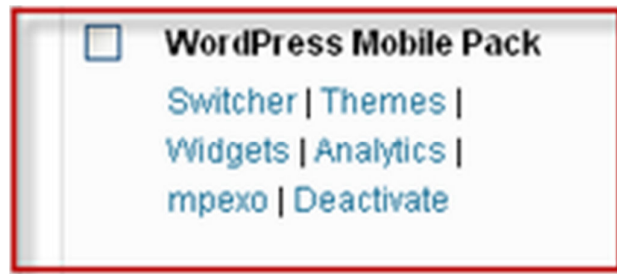 WordPress Mobile Pack
Switcher | Themes |
Widgets | Analytics |
mpexo | Deactivate